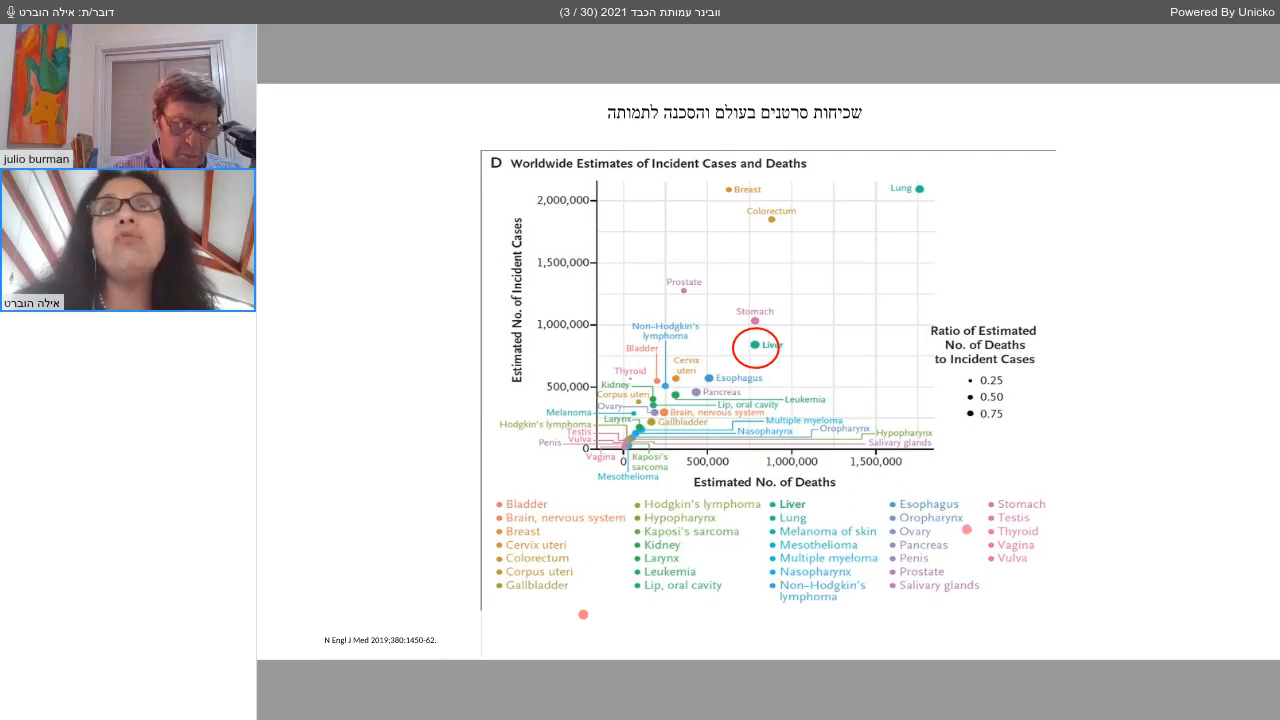 דובר/ת: אילה הוברט
וובינר עמותת הכבד 2021 (30 / 3)
Powered By Unicko
julio burman
אילה הוברט
שכיחות סרטנים בעולם והסכנה לתמותה
D Worldwide Estimates of Incident Cases and Deaths
Estimated No. of Incident Cases
2,000,000
1,500,000
1,000,000
500,000
0
Breast
Lung
Colorectum
Prostate
Stomach
Non–Hodgkin's
lymphoma
Liver
Bladder
Cervix
uteri
Thyroid
Esophagus
Kidney
Pancreas
Corpus uteri
Leukemia
Lip, oral cavity
Ovary
Brain, nervous system
Melanoma
Larynx
Gallbladder
Multiple myeloma
Hodgkin's lymphoma
Nasopharynx
Oropharynx
Hypopharynx
Testis
Vulva
Penis
Salivary glands
Vagina
Kaposi's
sarcoma
Mesothelioma
0
500,000
1,000,000
1,500,000
Estimated No. of Deaths
Ratio of Estimated
No. of Deaths
to Incident Cases
0.25
0.50
0.75
Bladder
Brain, nervous system
Breast
Cervix uteri
Colorectum
Corpus uteri
Gallbladder
Hodgkin's lymphoma
Hypopharynx
Kaposi's sarcoma
Kidney
Larynx
Leukemia
Lip, oral cavity
Liver
Lung
Melanoma of skin
Mesothelioma
Multiple myeloma
Nasopharynx
Non–Hodgkin's
lymphoma
Esophagus
Oropharynx
Ovary
Pancreas
Penis
Prostate
Salivary glands
Stomach
Testis
Thyroid
Vagina
Vulva
N Engl J Med 2019;380:1450-62.